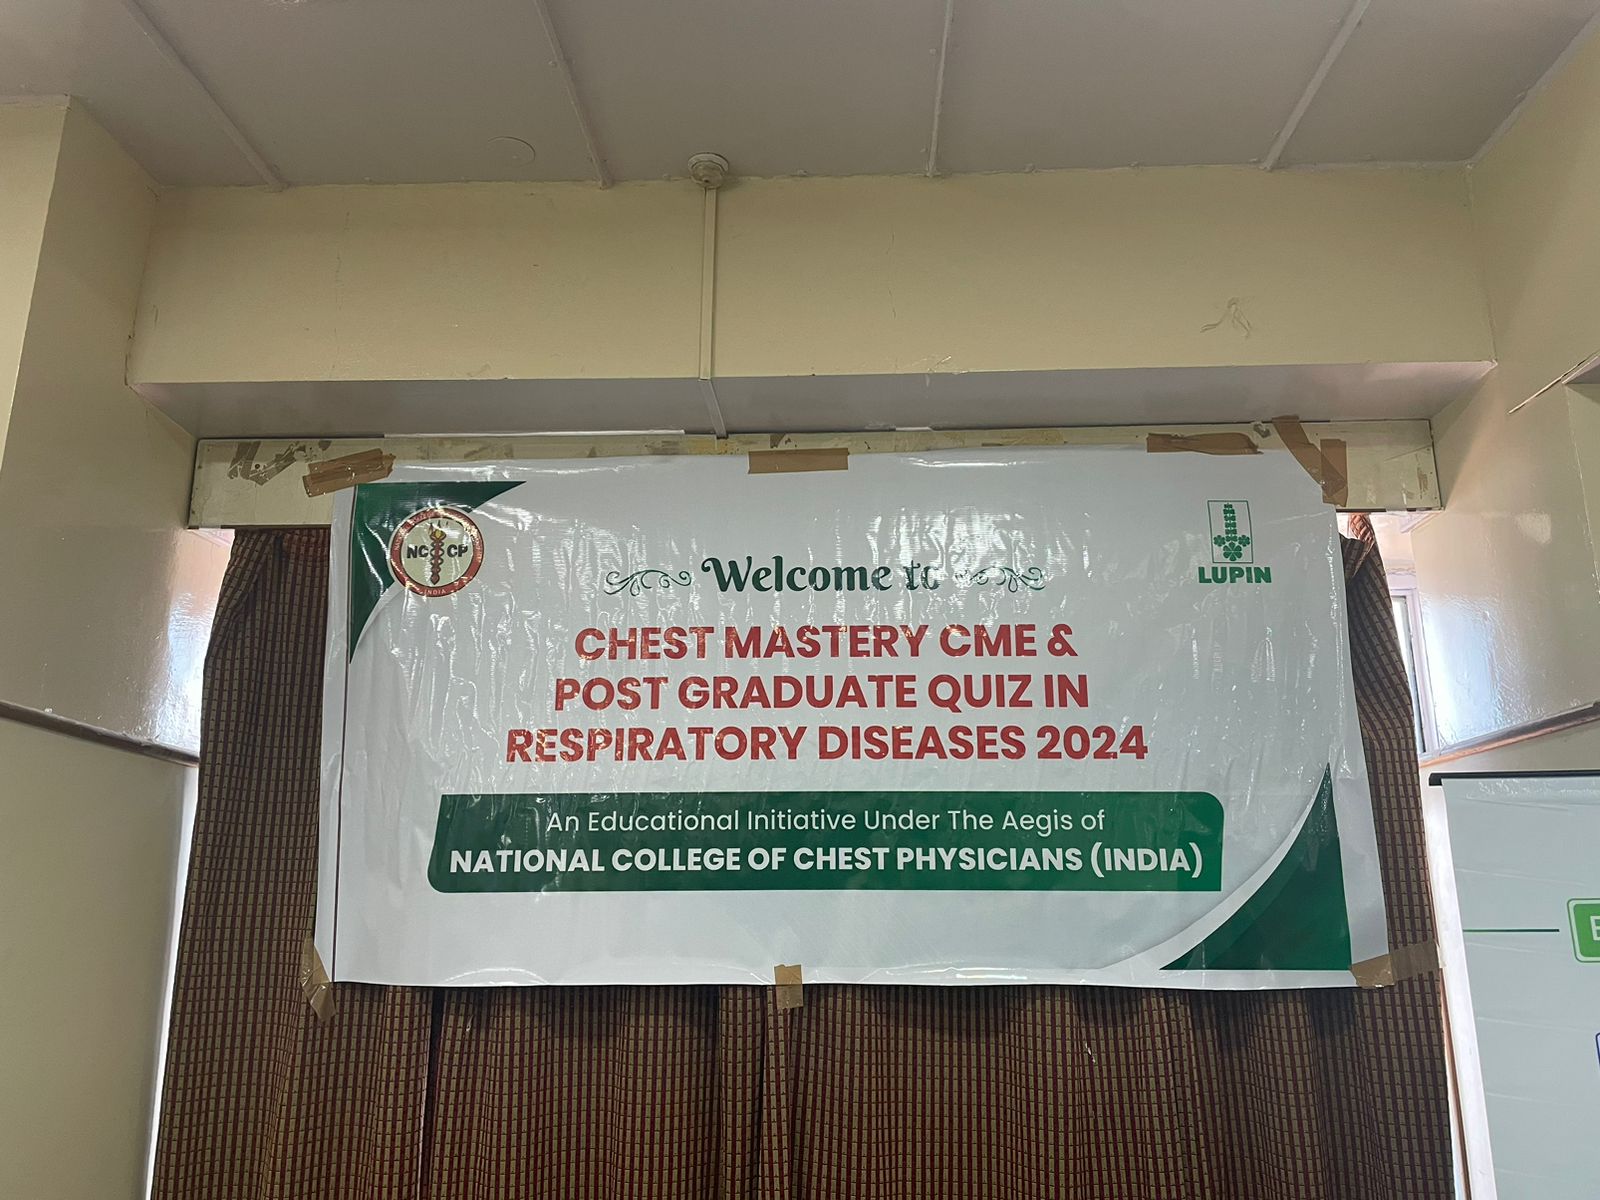 NCCP
INDIA
LUPIN
Welcome to
CHEST MASTERY CME &
POST GRADUATE QUIZ IN
RESPIRATORY DISEASES 2024
An Educational Initiative Under The Aegis of
NATIONAL COLLEGE OF CHEST PHYSICIANS (INDIA)